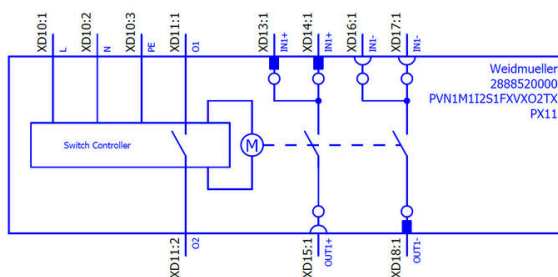 XD10:1
L
XD10:2
N
XD10:3
PE
XD11:1
O1
XD13:1
IN1+
XD14:1
IN1+
XD16:1
IN1-
XD17:1
IN1-
Weidmueller
2888520000
PVN1M1I2S1FXVXO2TX
PX11
Switch Controller
M
XD11:2
O2
XD15:1
OUT1+
XD18:1
OUT1-